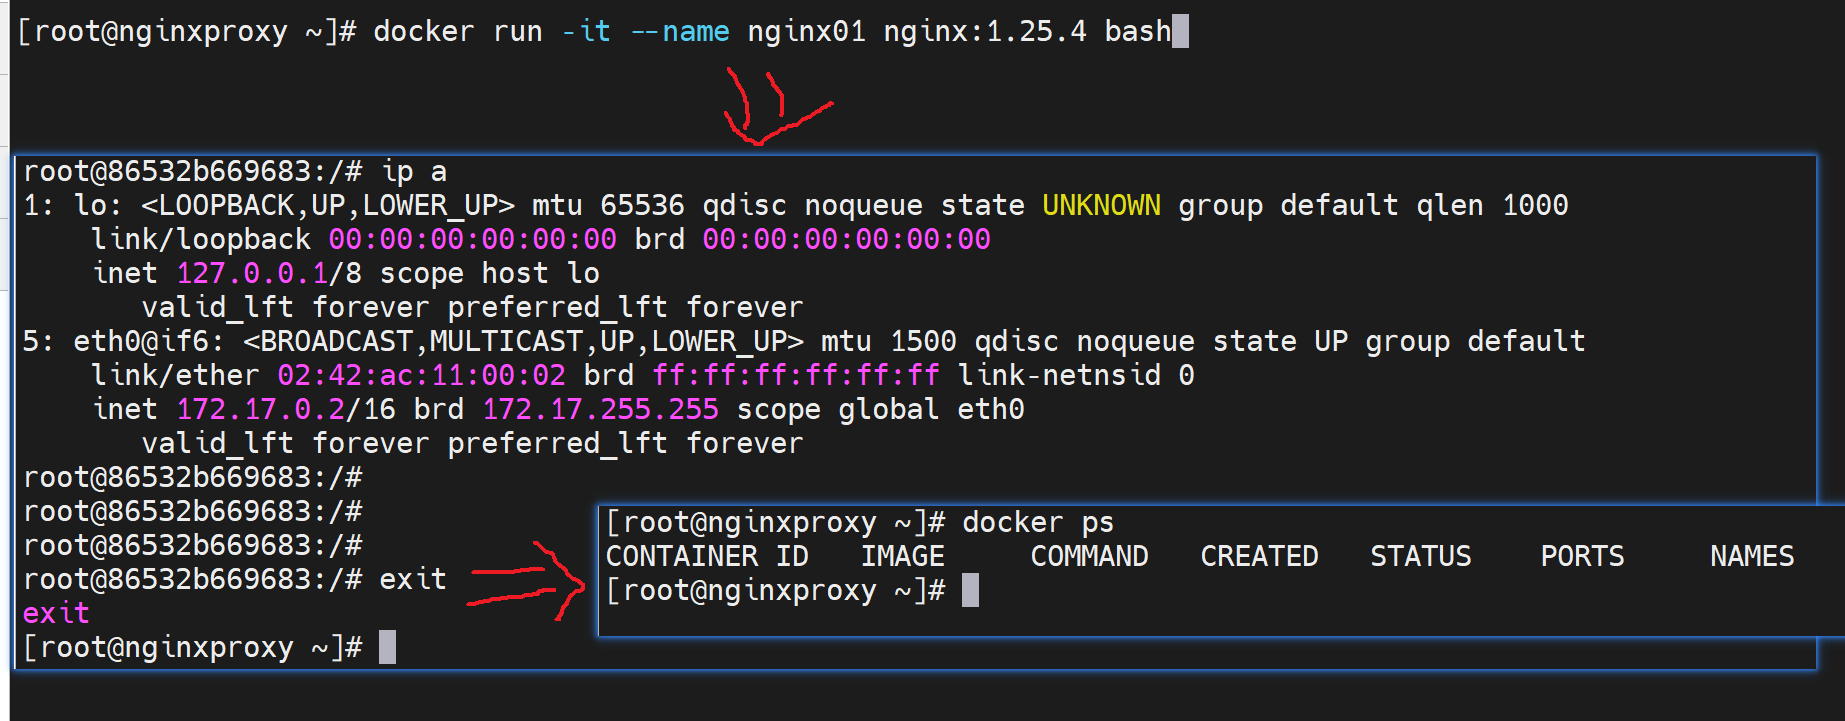 [root@nginxproxy ~]# docker run -it --name nginx01 nginx:1.25.4 bash
root@86532b669683:/# ip a
1: lo: <LOOPBACK,UP,LOWER_UP> mtu 65536 qdisc noqueue state UNKNOWN group default qlen 1000
    link/loopback 00:00:00:00:00:00 brd 00:00:00:00:00:00
    inet 127.0.0.1/8 scope host lo
       valid_lft forever preferred_lft forever
5: eth0@if6: <BROADCAST,MULTICAST,UP,LOWER_UP> mtu 1500 qdisc noqueue state UP group default
    link/ether 02:42:ac:11:00:02 brd ff:ff:ff:ff:ff:ff link-netnsid 0
    inet 172.17.0.2/16 brd 172.17.255.255 scope global eth0
       valid_lft forever preferred_lft forever
root@86532b669683:/#
root@86532b669683:/#
root@86532b669683:/#
root@86532b669683:/# exit
exit
[root@nginxproxy ~]#
[root@nginxproxy ~]# docker ps
CONTAINER ID   IMAGE     COMMAND   CREATED   STATUS    PORTS     NAMES
[root@nginxproxy ~]#